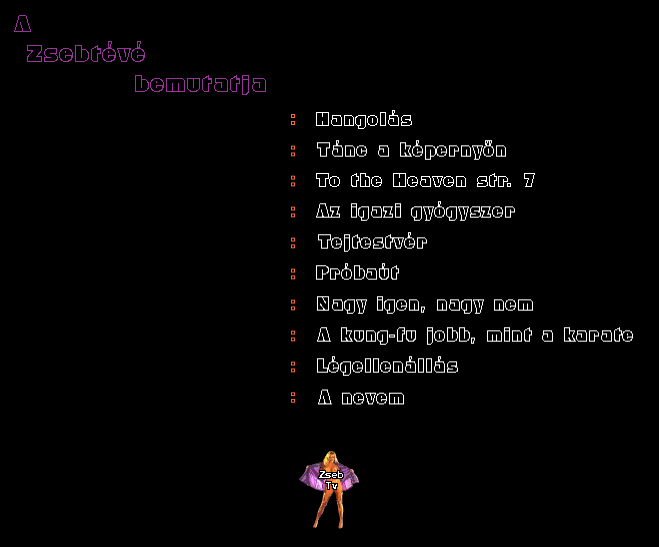 A
Zsebtévé
bemutatja
: Hangolás
: Tánc a képernyőn
: To the Heaven str. 7
: Az igazi gyógyszer
: Tejtestvér
: Próbaút
: Nagy igen, nagy nem
: A kung-fu jobb, mint a karate
: Légellenállás
: A nevem
Zseb
Tv